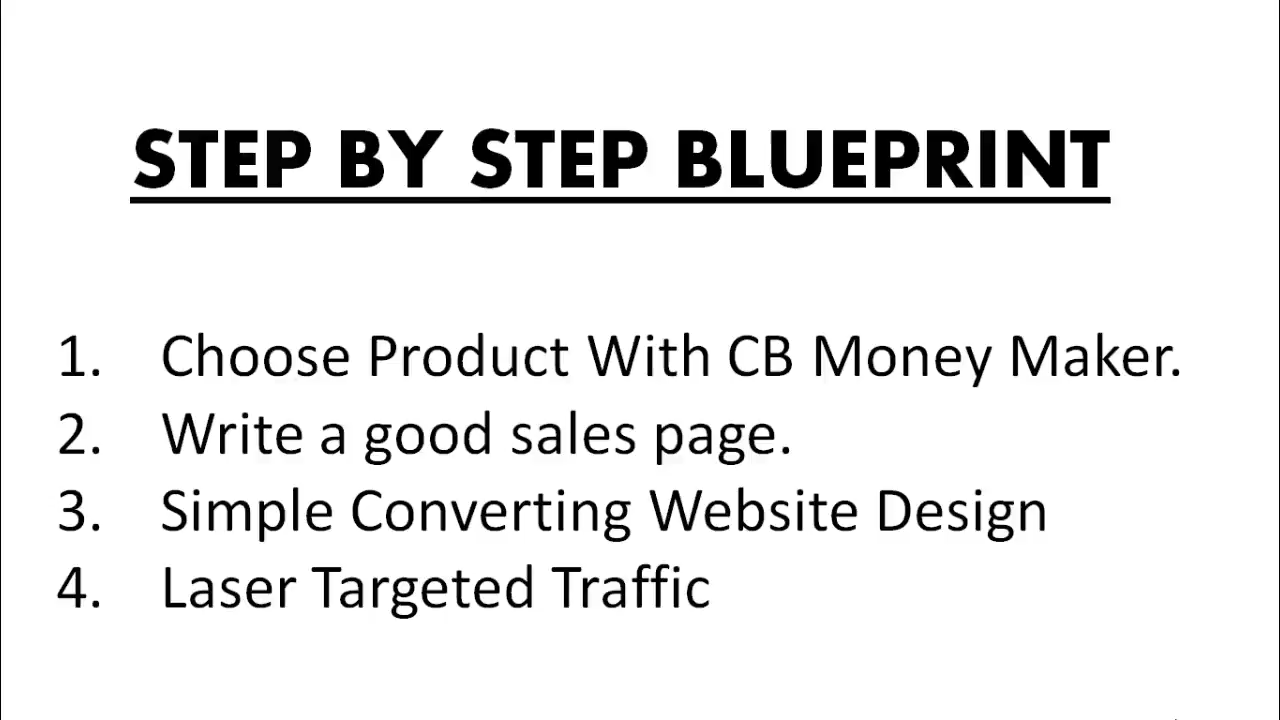 STEP BY STEP BLUEPRINT
1. Choose Product With CB Money Maker.
2. Write a good sales page.
3. Simple Converting Website Design
4. Laser Targeted Traffic